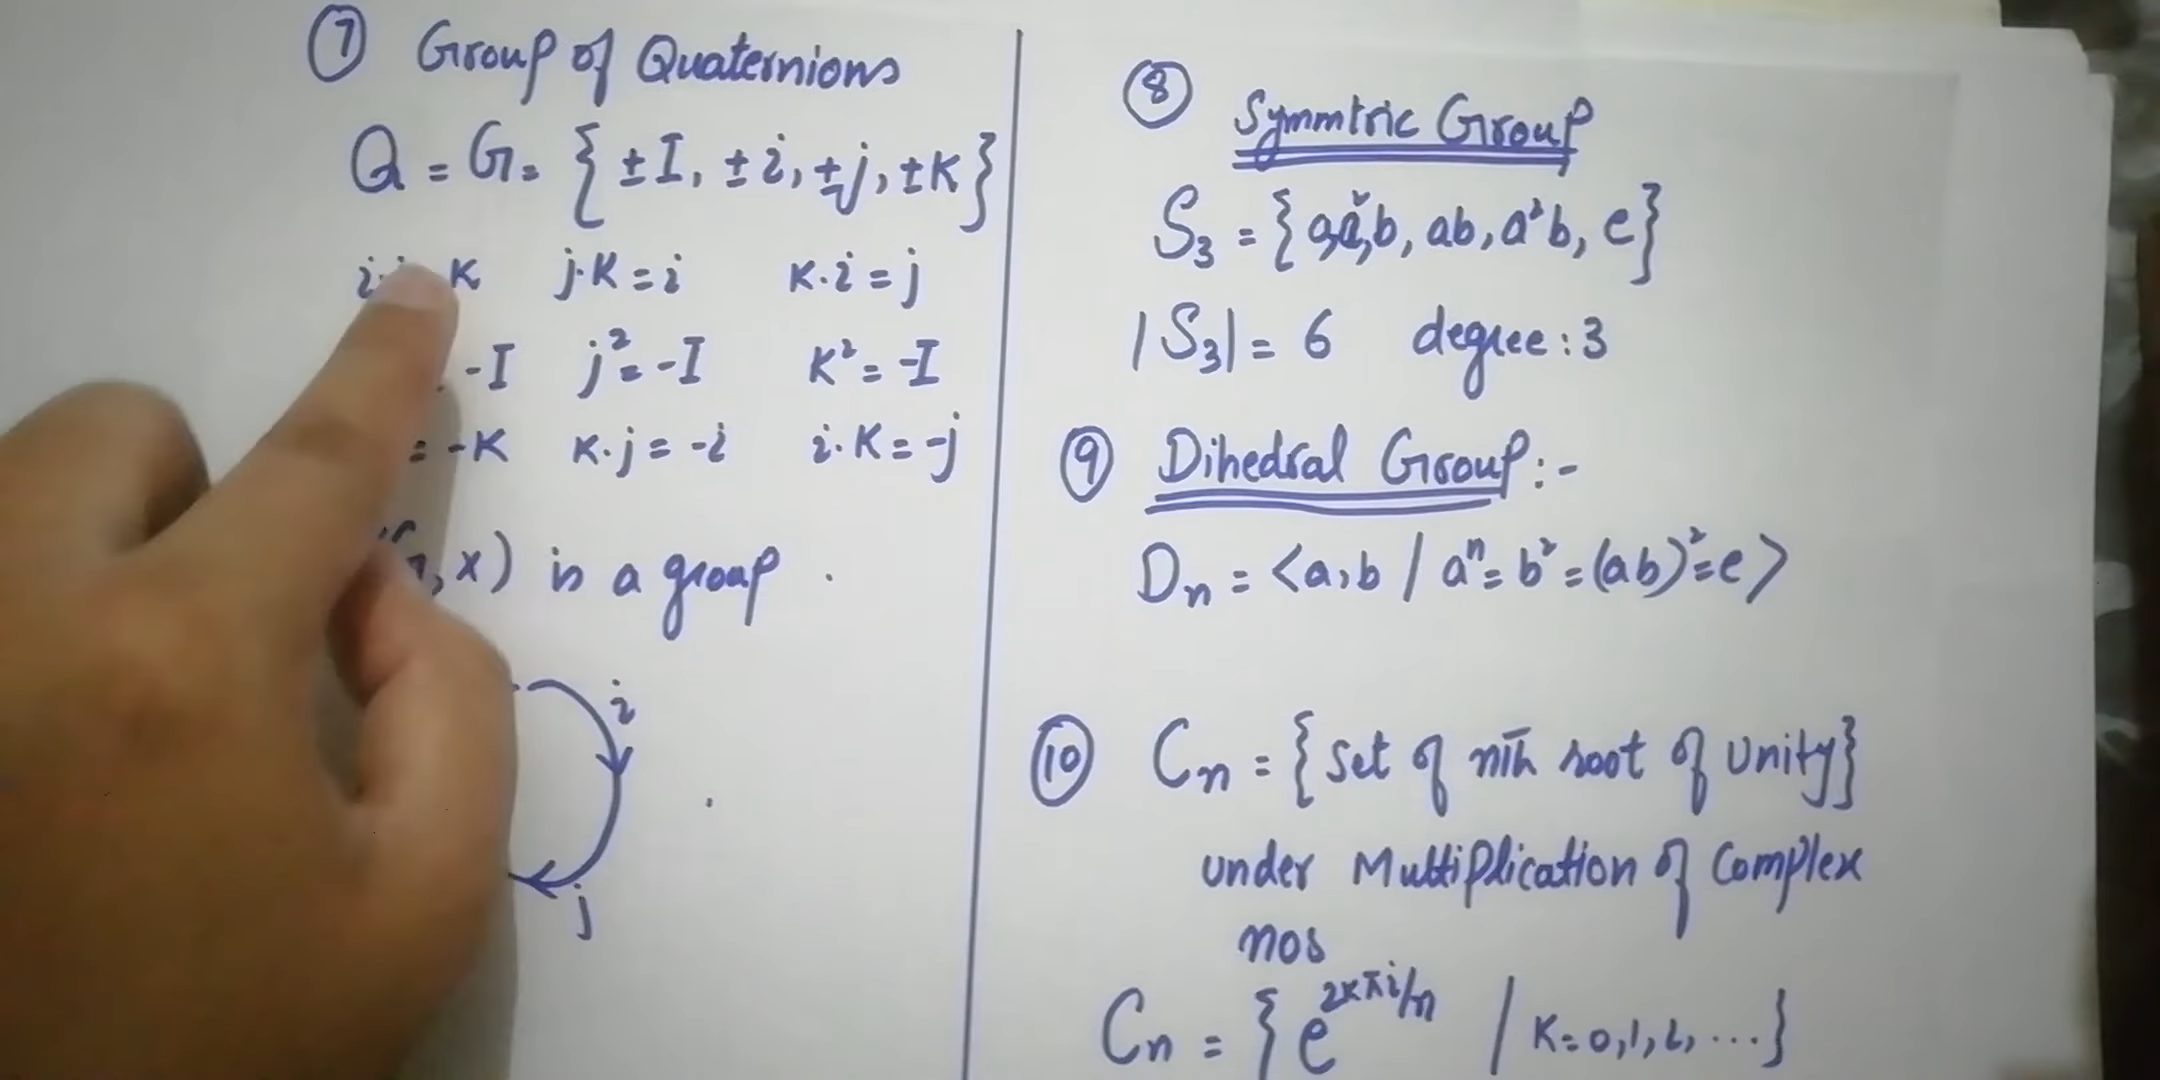 ⑦ Group of Quaternions
Q = G = { ±I, ±i, ±j, ±K }
K j·K = i K·i = j
-I j² = -I K² = -I
= -K K·j = -i i·K = -j
, x) is a group .
i
j
⑧ Symmtric Group
S₃ = { a, a², b, ab, a²b, e }
|S₃| = 6 degree : 3
⑨ Dihedral Group :-
Dn = <a, b / aⁿ = b² = (ab)² = e >
⑩ Cn = { set of nth root of unity }
under Multiplication of Complex
nos
Cn = { e^2Kπi/n / K = 0, 1, 2, ... }